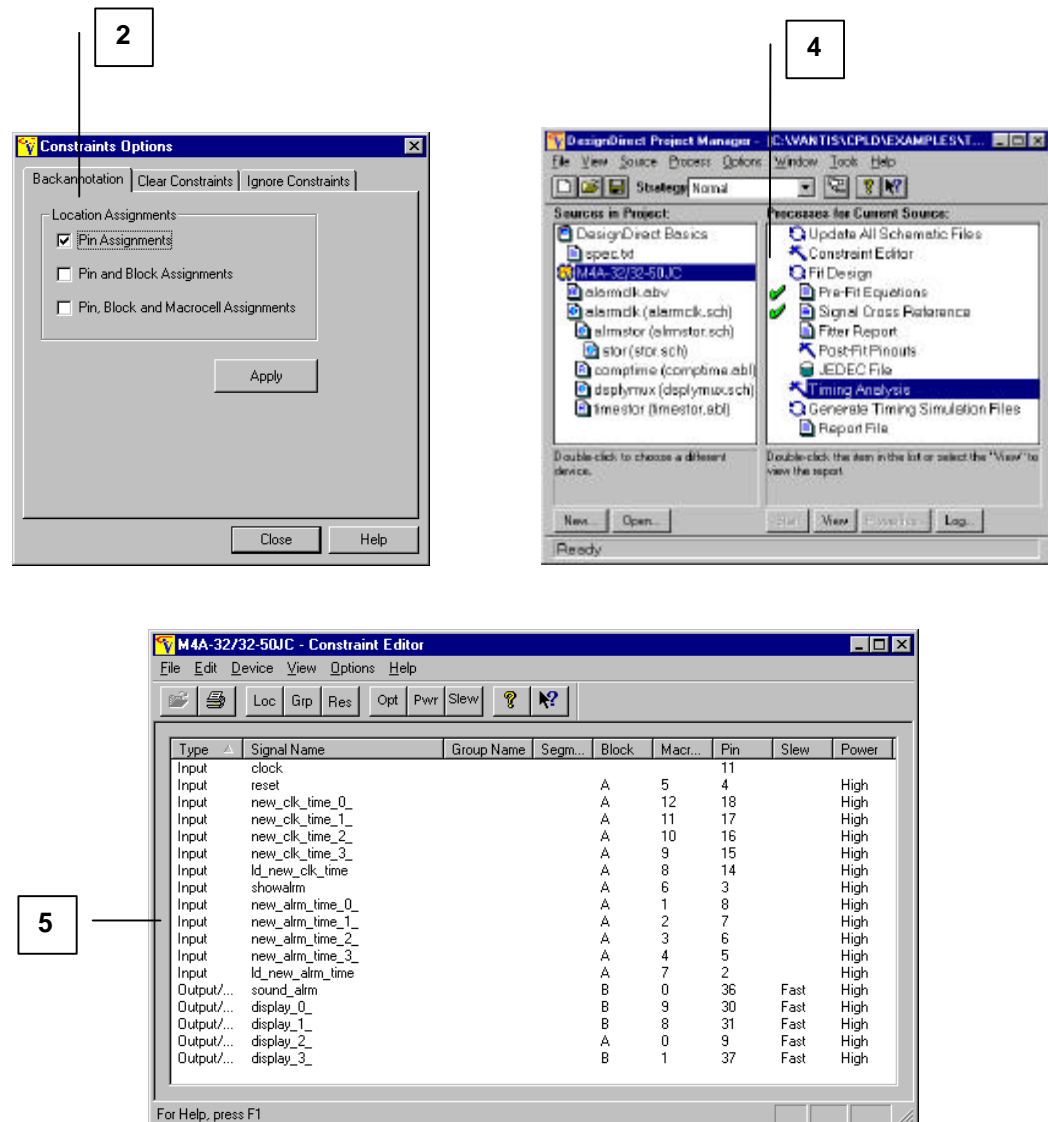 2
4
Constraints Options
Backannotation Clear Constraints Ignore Constraints
Location Assignments
Pin Assignments
Pin and Block Assignments
Pin, Block and Macrocell Assignments
Apply
Close Help
DesignDirect Project Manager - C:\VANTIS\CPLD\EXAMPLES\T...
File View Source Process Options Window Tools Help
Strategy Normal
Sources in Project:
DesignDirect Basics
spec.txt
M4A-32/32-50JC
alarmclk.abv
alarmclk (alarmclk.sch)
almstor (almstor.sch)
stor (stor.sch)
comptime (comptime.abl)
dsplymux (dsplymux.sch)
timestor (timestor.abl)
Double-click to choose a different
device.
New... Open...
Processes for Current Source:
Update All Schematic Files
Constraint Editor
Fit Design
Pre-Fit Equations
Signal Cross Reference
Fitter Report
Post-Fit Pinouts
JEDEC File
Timing Analysis
Generate Timing Simulation Files
Report File
Double-click the item in the list or select the "View" to
view the report
Start View Log...
Ready
M4A-32/32-50JC - Constraint Editor
File Edit Device View Options Help
Loc Grp Res Opt Pwr Slew
Type Signal Name Group Name Segm... Block Macr... Pin Slew Power
Input clock 11
Input reset A 5 4 High
Input new_clk_time_0_ A 12 18 High
Input new_clk_time_1_ A 11 17 High
Input new_clk_time_2_ A 10 16 High
Input new_clk_time_3_ A 9 15 High
Input ld_new_clk_time A 8 14 High
Input showalrm A 6 3 High
Input new_alrm_time_0_ A 1 8 High
Input new_alrm_time_1_ A 2 7 High
Input new_alrm_time_2_ A 3 6 High
Input new_alrm_time_3_ A 4 5 High
Input ld_new_alrm_time A 7 2 High
Output/... sound_alrm B 0 36 Fast High
Output/... display_0_ B 9 30 Fast High
Output/... display_1_ B 8 31 Fast High
Output/... display_2_ A 0 9 Fast High
Output/... display_3_ B 1 37 Fast High
For Help, press F1
5